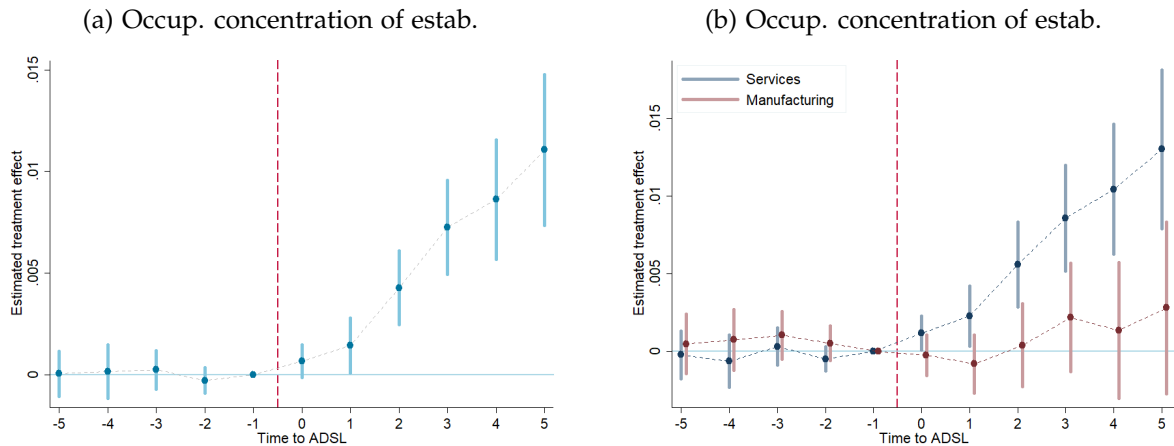 (a) Occup. concentration of estab.
Estimated treatment effect
.015
.01
.005
0
-5 -4 -3 -2 -1 0 1 2 3 4 5
Time to ADSL
(b) Occup. concentration of estab.
Services
Manufacturing
Estimated treatment effect
.015
.01
.005
0
-5 -4 -3 -2 -1 0 1 2 3 4 5
Time to ADSL